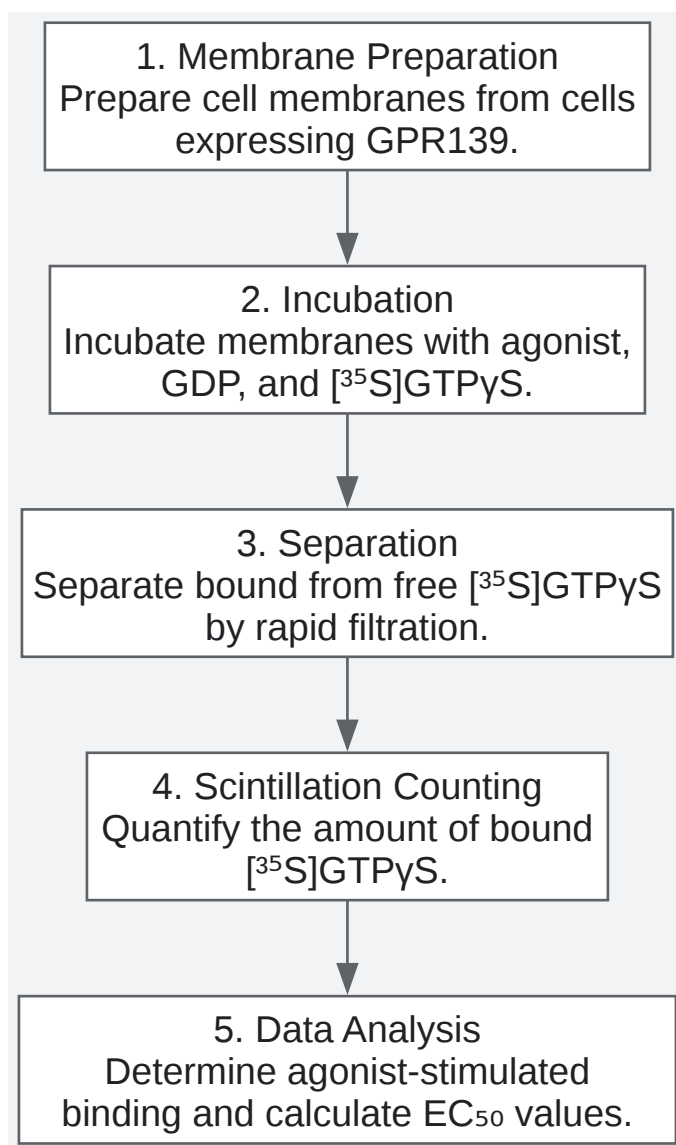 1. Membrane Preparation
Prepare cell membranes from cells
expressing GPR139.
2. Incubation
Incubate membranes with agonist,
GDP, and [³⁵S]GTPγS.
3. Separation
Separate bound from free [³⁵S]GTPγS
by rapid filtration.
4. Scintillation Counting
Quantify the amount of bound
[³⁵S]GTPγS.
5. Data Analysis
Determine agonist-stimulated
binding and calculate EC₅₀ values.